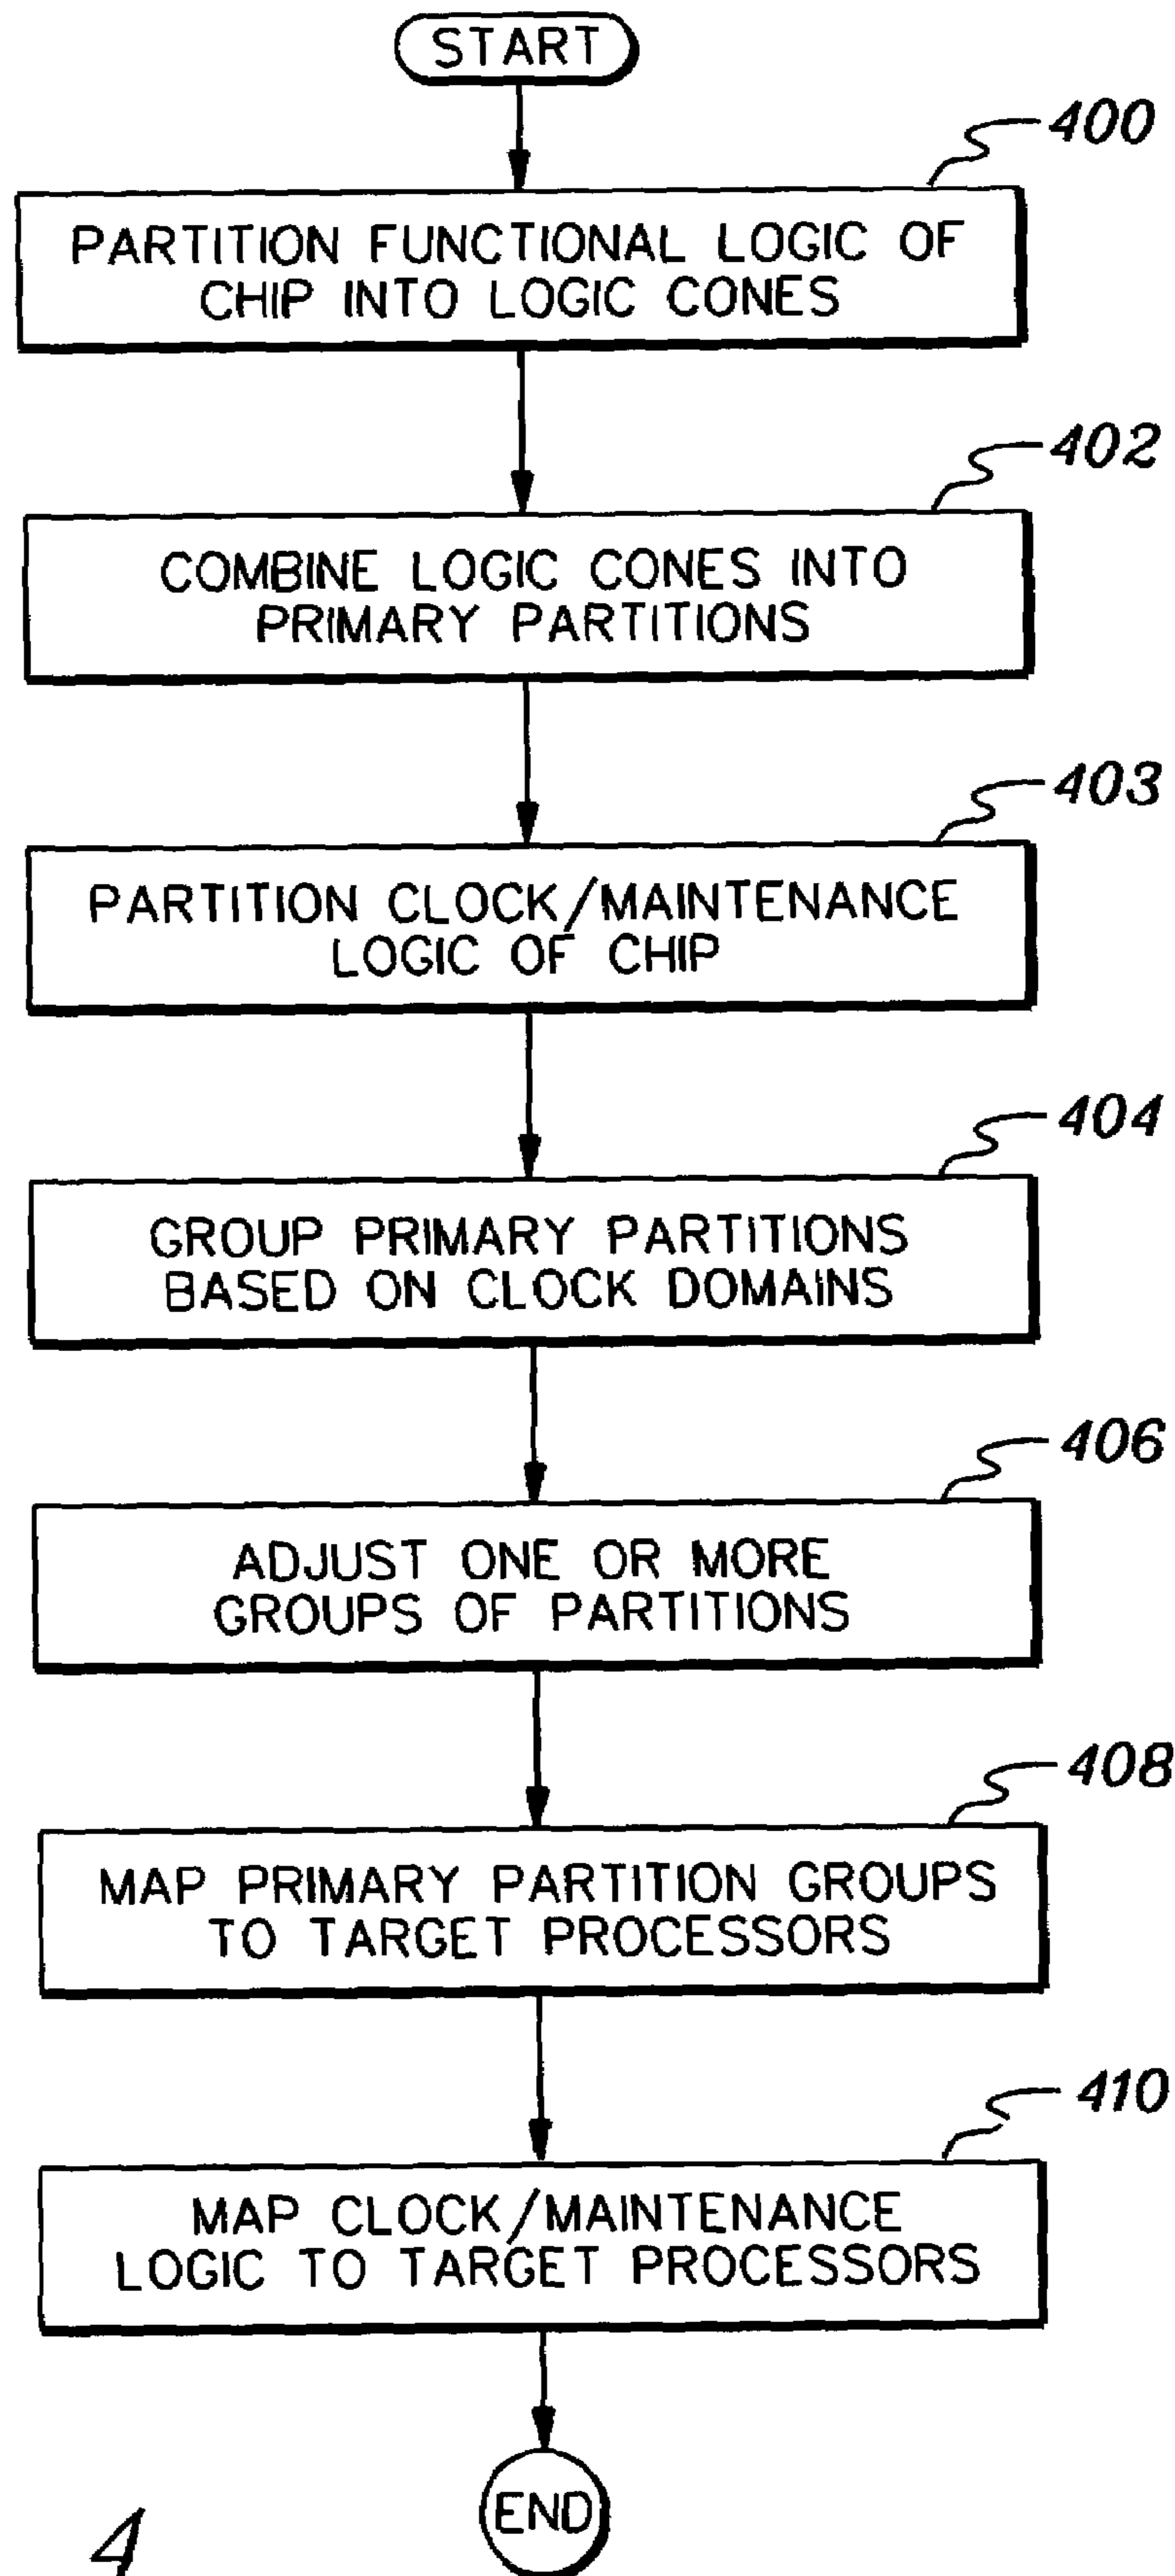 START
400
PARTITION FUNCTIONAL LOGIC OF
CHIP INTO LOGIC CONES
402
COMBINE LOGIC CONES INTO
PRIMARY PARTITIONS
403
PARTITION CLOCK/MAINTENANCE
LOGIC OF CHIP
404
GROUP PRIMARY PARTITIONS
BASED ON CLOCK DOMAINS
406
ADJUST ONE OR MORE
GROUPS OF PARTITIONS
408
MAP PRIMARY PARTITION GROUPS
TO TARGET PROCESSORS
410
MAP CLOCK/MAINTENANCE
LOGIC TO TARGET PROCESSORS
END
4